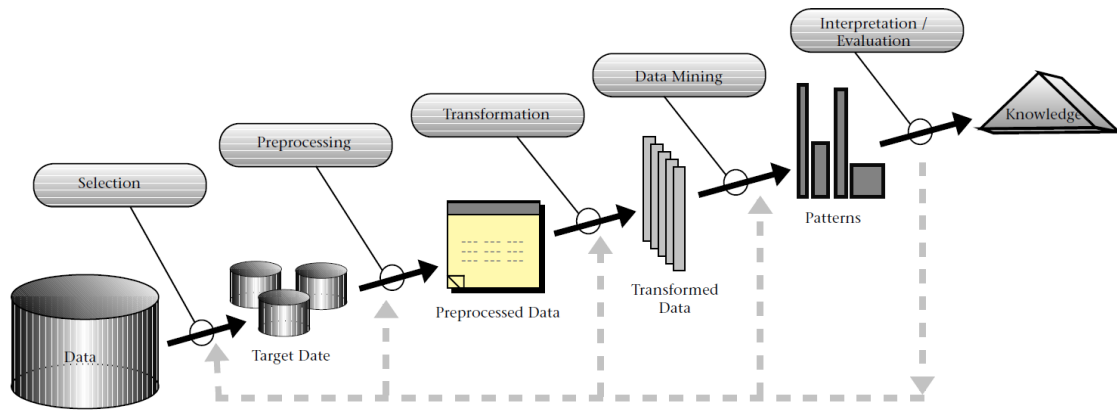 Interpretation /
Evaluation
Data Mining
Transformation
Preprocessing
Selection
Data
Target Date
Preprocessed Data
Transformed
Data
Patterns
Knowledge